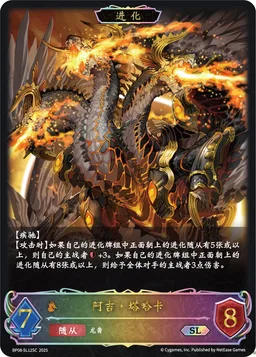 进化
【疾驰】
【攻击时】如果自己的进化牌组中正面朝上的进化随从有5张或以
上，则自己的主战者+3。如果自己的进化牌组中正面朝上的进化随
从有8张或以上，则给予全体对手的主战者3点伤害。
阿吉·塔哈卡
7
随从
龙裔
SL
8
BP06-SL12SC 2025
© Cygames, Inc. Published by NetEase Games